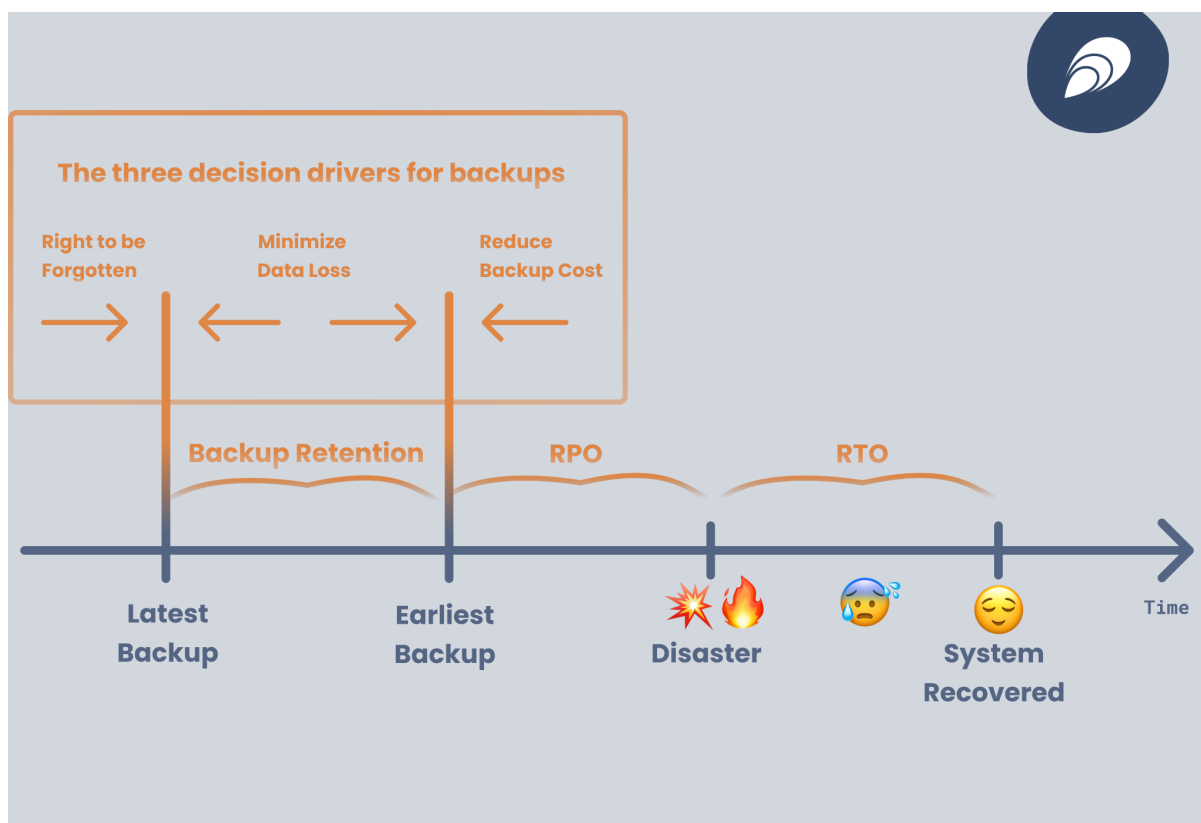 The three decision drivers for backups
Right to be
Forgotten
Minimize
Data Loss
Reduce
Backup Cost
Backup Retention
RPO
RTO
Latest
Backup
Earliest
Backup
Disaster
System
Recovered
Time